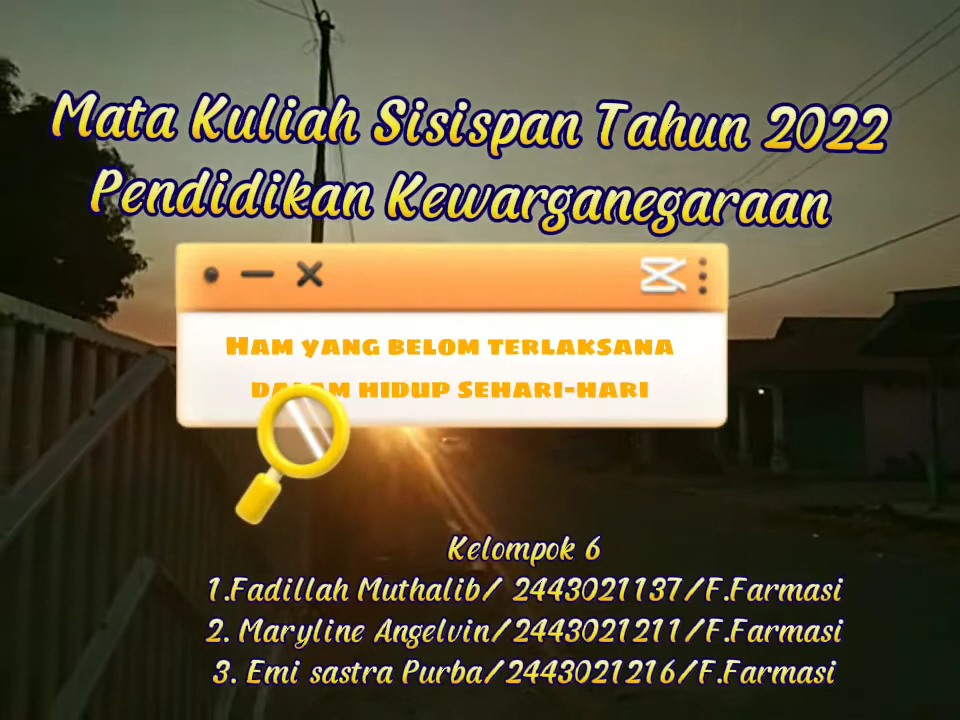 Mata Kuliah Sisispan Tahun 2022
Pendidikan Kewarganegaraan
Ham yang belom terlaksana
dalam hidup sehari-hari
Kelompok 6
1.Fadillah Muthalib/ 2443021137/F.Farmasi
2. Maryline Angelvin/2443021211/F.Farmasi
3. Emi sastra Purba/2443021216/F.Farmasi